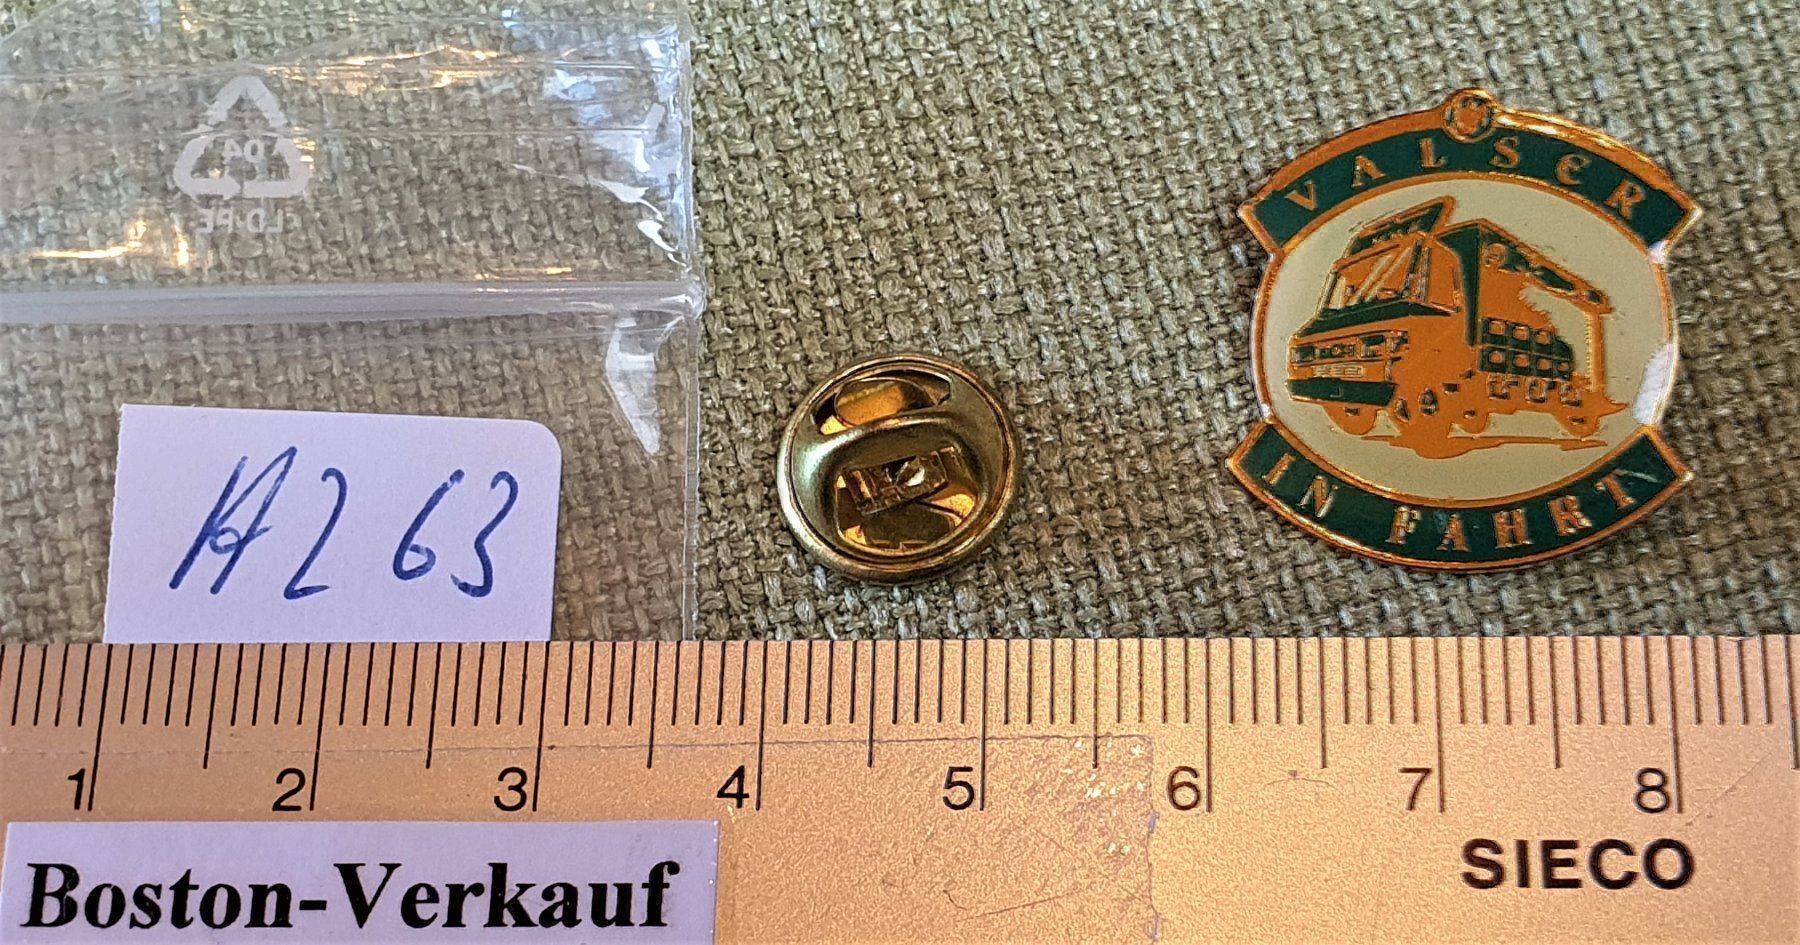 04
LD-PE
A263
VALSER
IN FAHRT
1 2 3 4 5 6 7 8
SIECO
Boston-Verkauf